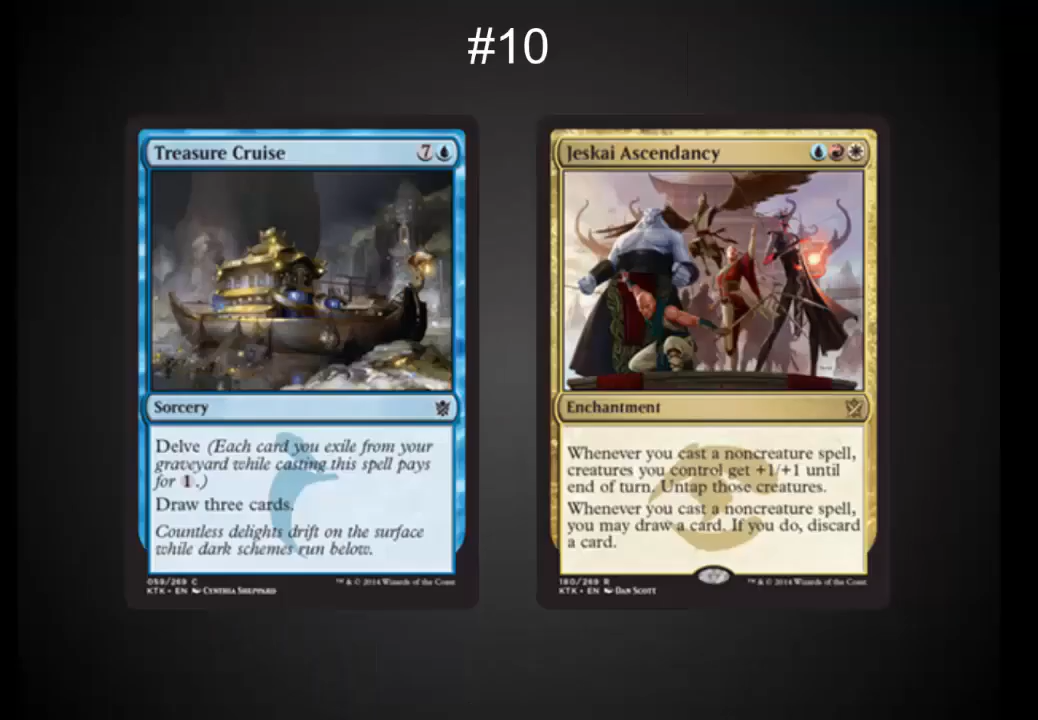 #10
Treasure Cruise 7
Sorcery
Delve (Each card you exile from your
graveyard while casting this spell pays
for 1.)
Draw three cards.
Countless delights drift on the surface
while dark schemes run below.
059/269 C
KTK • EN Cynthia Sheppard
™ & © 2014 Wizards of the Coast
Jeskai Ascendancy
Enchantment
Whenever you cast a noncreature spell,
creatures you control get +1/+1 until
end of turn. Untap those creatures.
Whenever you cast a noncreature spell,
you may draw a card. If you do, discard
a card.
180/269 R
KTK • EN Dan Scott
™ & © 2014 Wizards of the Coast